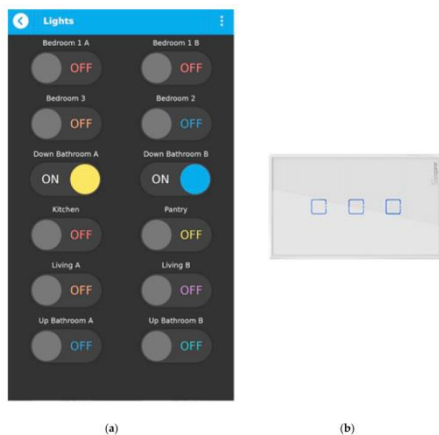 Lights
Bedroom 1 A Bedroom 1 B
OFF OFF
Bedroom 3 Bedroom 2
OFF OFF
Down Bathroom A Down Bathroom B
ON ON
Kitchen Pantry
OFF OFF
Living A Living B
OFF OFF
Up Bathroom A Up Bathroom B
OFF OFF
(a) (b)